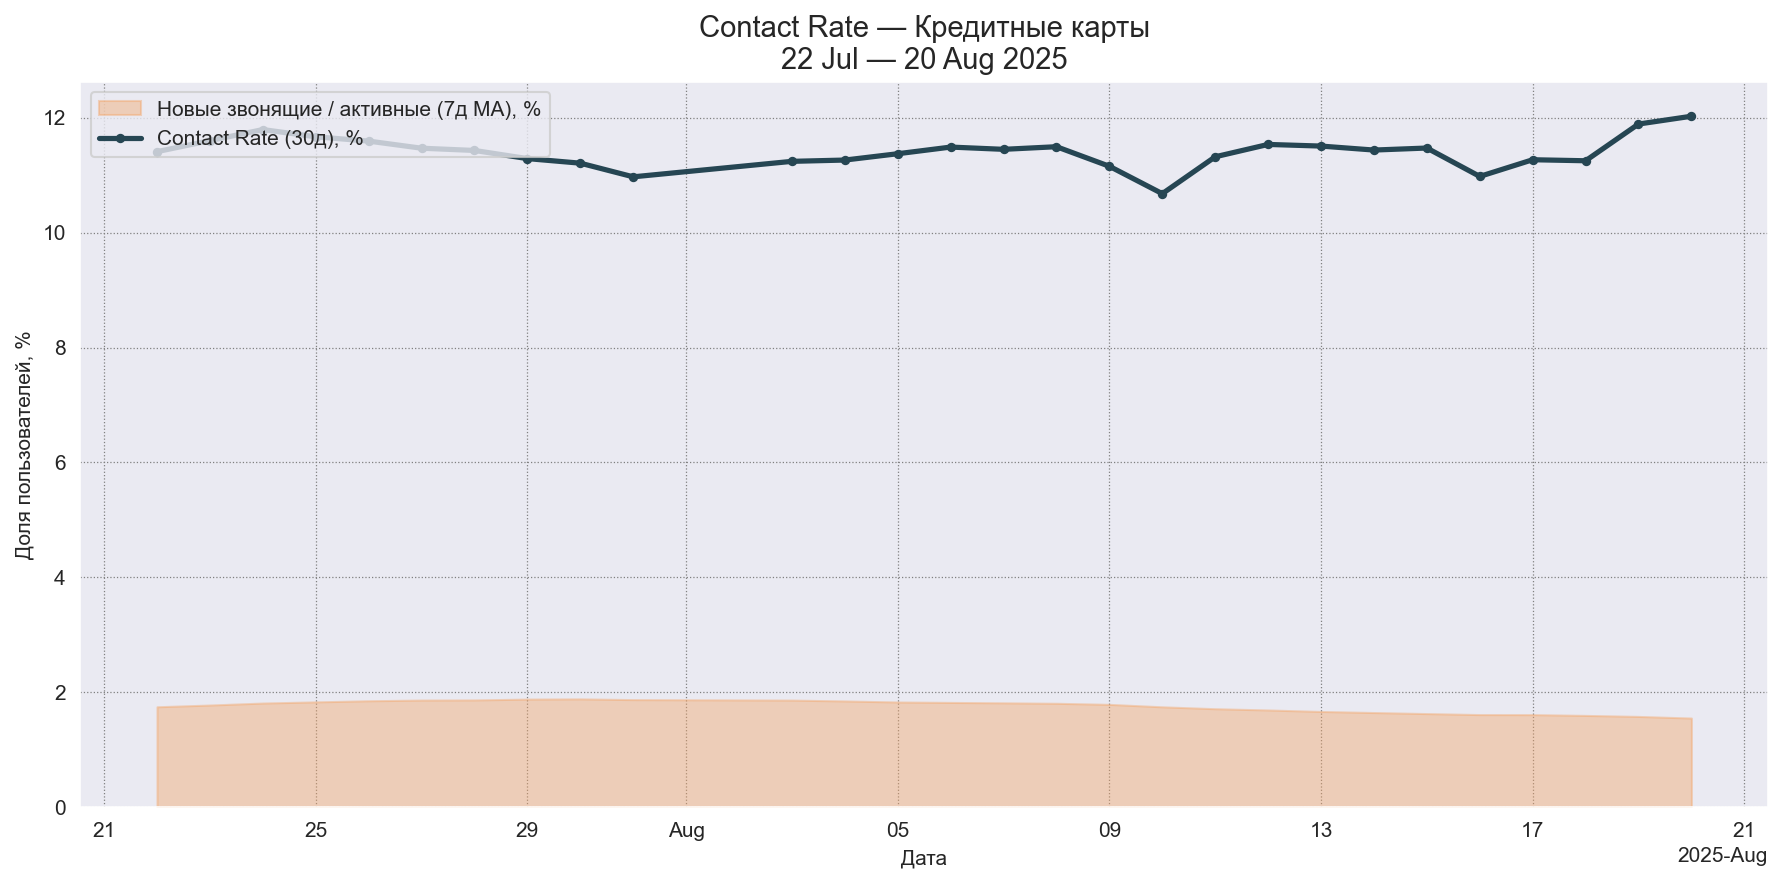 Contact Rate — Кредитные карты
22 Jul — 20 Aug 2025
Новые звонящие / активные (7д MA), %
Contact Rate (30д), %
Доля пользователей, %
12
10
8
6
4
2
0
21 25 29 Aug 05 09 13 17 21
2025-Aug
Дата